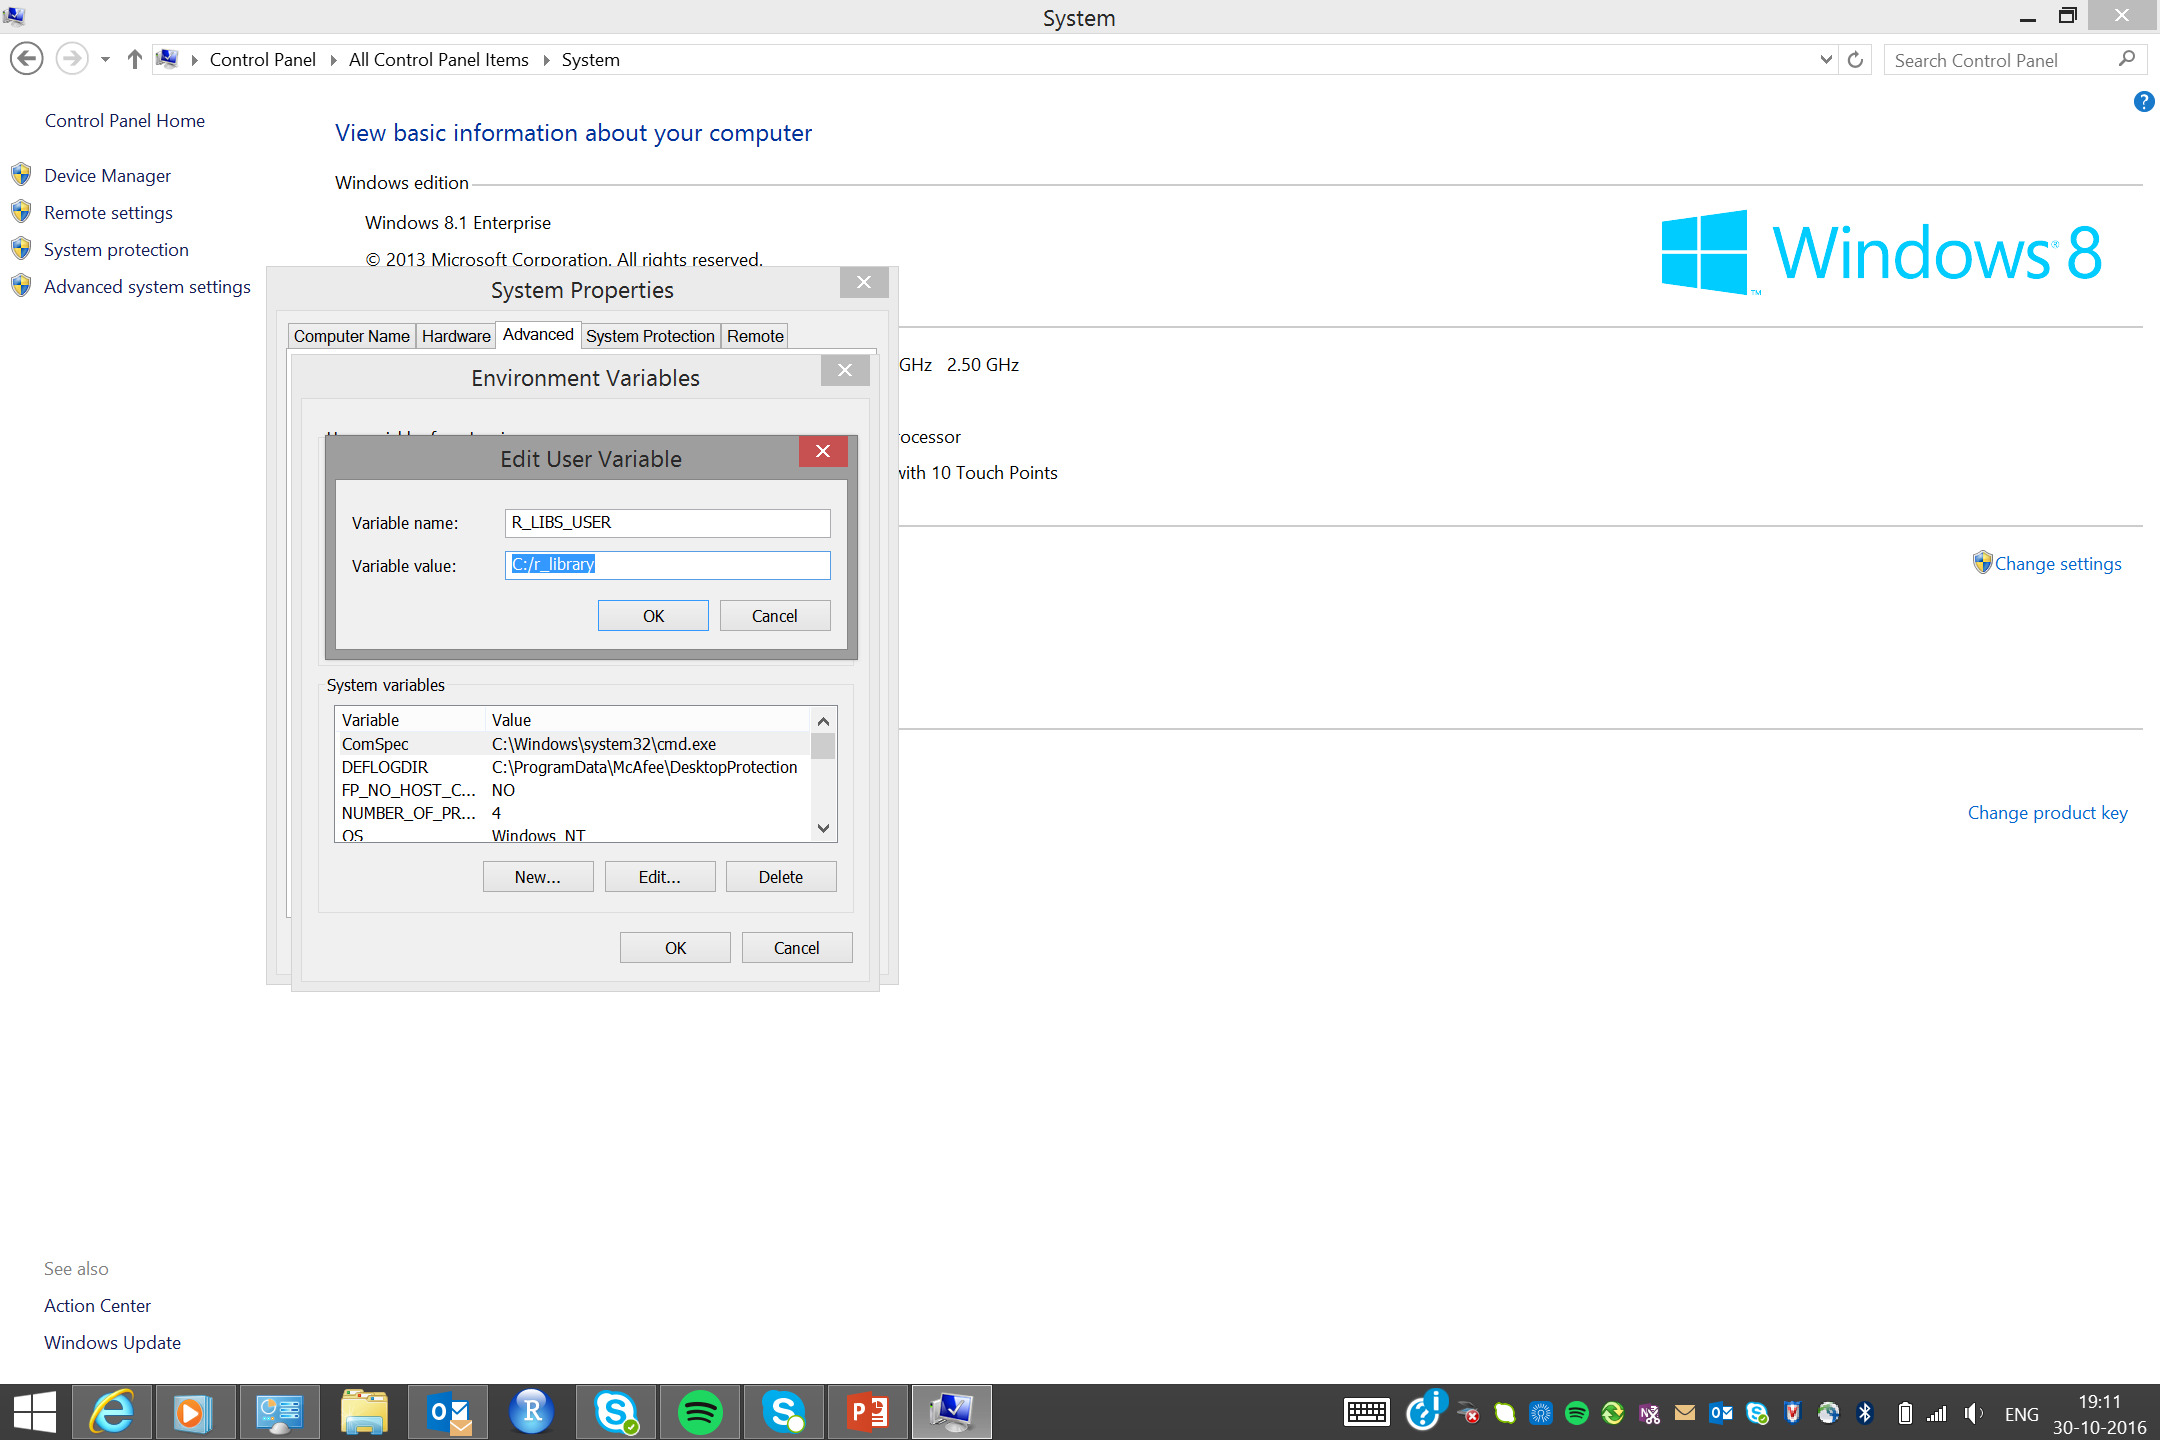 System
Control Panel All Control Panel Items System
Search Control Panel
Control Panel Home
Device Manager
Remote settings
System protection
Advanced system settings
View basic information about your computer
Windows edition
Windows 8.1 Enterprise
© 2013 Microsoft Corporation. All rights reserved.
Windows® 8
™
System Properties
Computer Name Hardware Advanced System Protection Remote
GHz 2.50 GHz
Environment Variables
ocessor
with 10 Touch Points
Edit User Variable
Variable name: R_LIBS_USER
Variable value: C:/r_library
OK Cancel
Change settings
System variables
Variable Value
ComSpec C:\Windows\system32\cmd.exe
DEFLOGDIR C:\ProgramData\McAfee\DesktopProtection
FP_NO_HOST_C... NO
NUMBER_OF_PR... 4
OS Windows_NT
New... Edit... Delete
OK Cancel
Change product key
See also
Action Center
Windows Update
ENG
19:11
30-10-2016